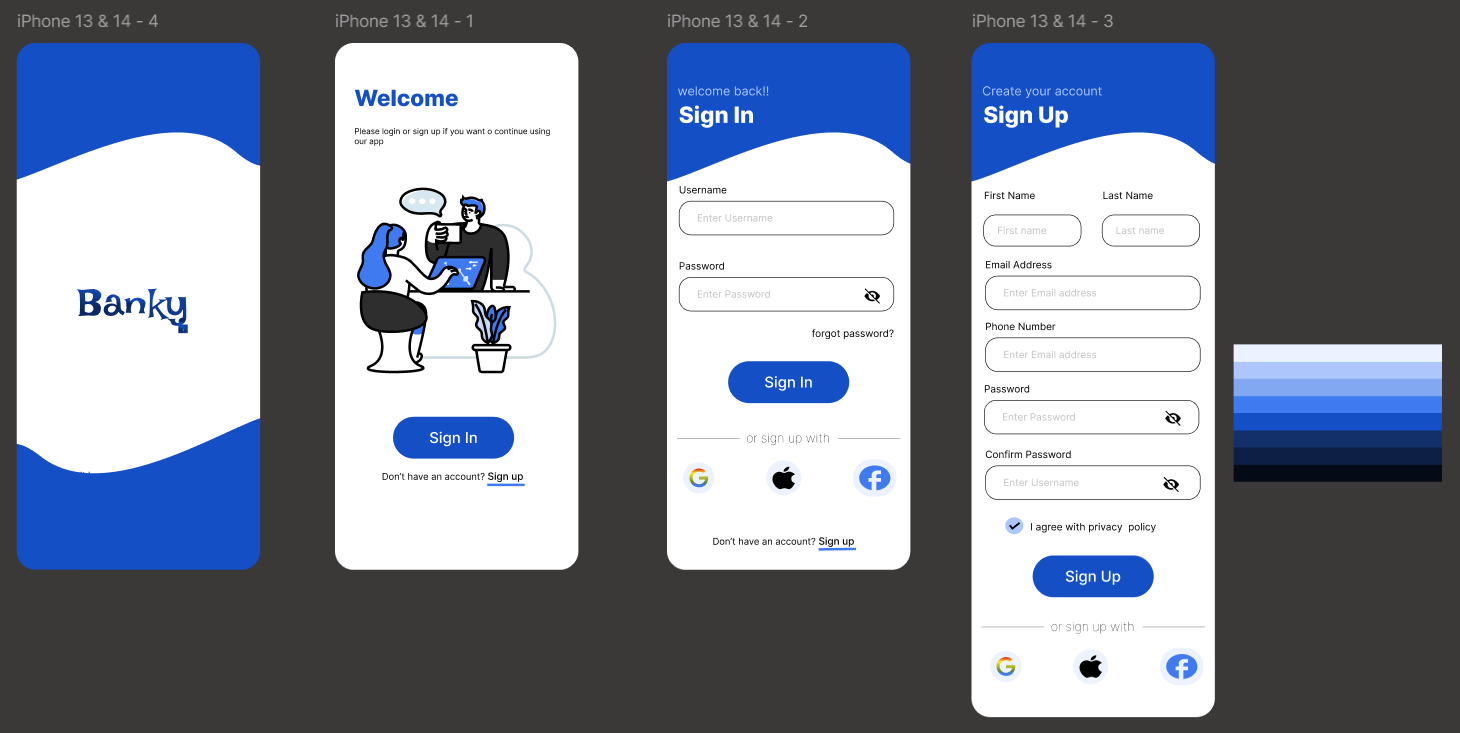 iPhone 13 & 14 - 4
Banky
iPhone 13 & 14 - 1
Welcome
Please login or sign up if you want o continue using
our app
Sign In
Don't have an account? Sign up
iPhone 13 & 14 - 2
welcome back!!
Sign In
Username
Enter Username
Password
Enter Password
forgot password?
Sign In
or sign up with
Don't have an account? Sign up
iPhone 13 & 14 - 3
Create your account
Sign Up
First Name Last Name
First name Last name
Email Address
Enter Email address
Phone Number
Enter Email address
Password
Enter Password
Confirm Password
Enter Username
I agree with privacy policy
Sign Up
or sign up with